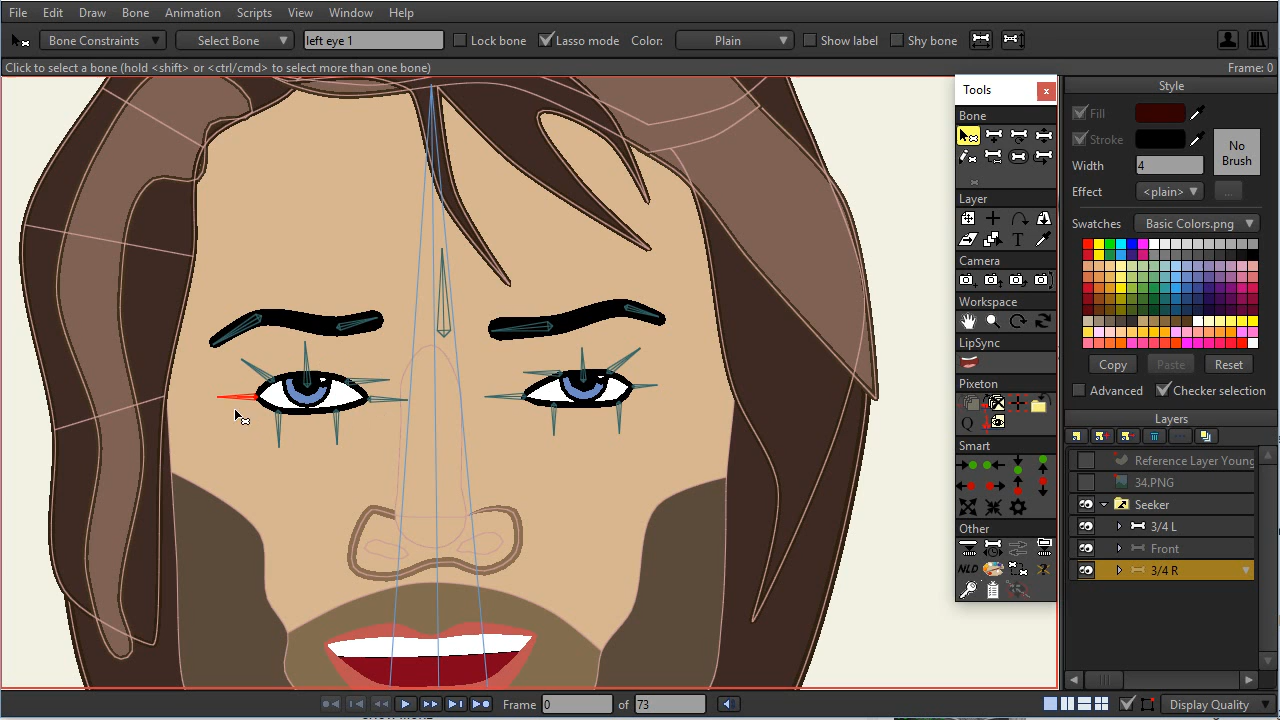 File Edit Draw Bone Animation Scripts View Window Help
Bone Constraints Select Bone left eye 1 Lock bone Lasso mode Color: Plain Show label Shy bone
Click to select a bone (hold <shift> or <ctrl/cmd> to select more than one bone) Frame: 0
Tools
Bone
Layer
T
Camera
Workspace
LipSync
Pixeton
Q
Smart
Other
NLD
Style
Fill
Stroke
No Brush
Width 4
Effect <plain> ...
Swatches Basic Colors.png
Copy Paste Reset
Advanced Checker selection
Layers
Reference Layer Young
34.PNG
Seeker
3/4 L
Front
3/4 R
Frame 0 of 73 Display Quality